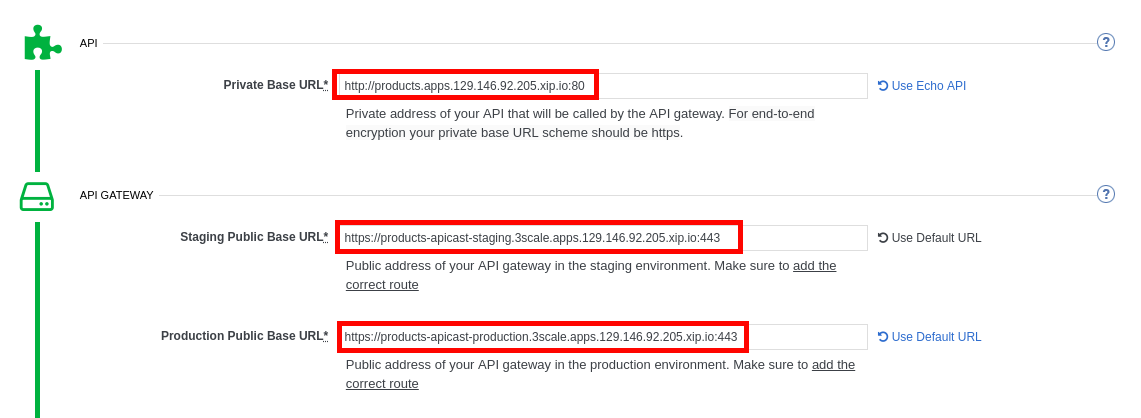 API
?
Private Base URL* http://products.apps.129.146.92.205.xip.io:80 Use Echo API
Private address of your API that will be called by the API gateway. For end-to-end
encryption your private base URL scheme should be https.
API GATEWAY
?
Staging Public Base URL* https://products-apicast-staging.3scale.apps.129.146.92.205.xip.io:443 Use Default URL
Public address of your API gateway in the staging environment. Make sure to add the
correct route
Production Public Base URL* https://products-apicast-production.3scale.apps.129.146.92.205.xip.io:443 Use Default URL
Public address of your API gateway in the production environment. Make sure to add the
correct route